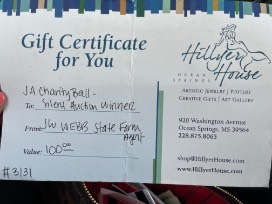 Gift Certificate
for You
JA Charity Ball -
To: Silent Auction Winner
From: JW WEBB State Farm
Agent
Value: 100.00
#3131
Hillyer
House
OCEAN
SPRINGS
ARTISTIC JEWELRY | POTTERY
CREATIVE GIFTS | ART GALLERY
920 Washington Avenue
Ocean Springs, MS 39564
228.875.8065
shop@HillyerHouse.com
www.HillyerHouse.com